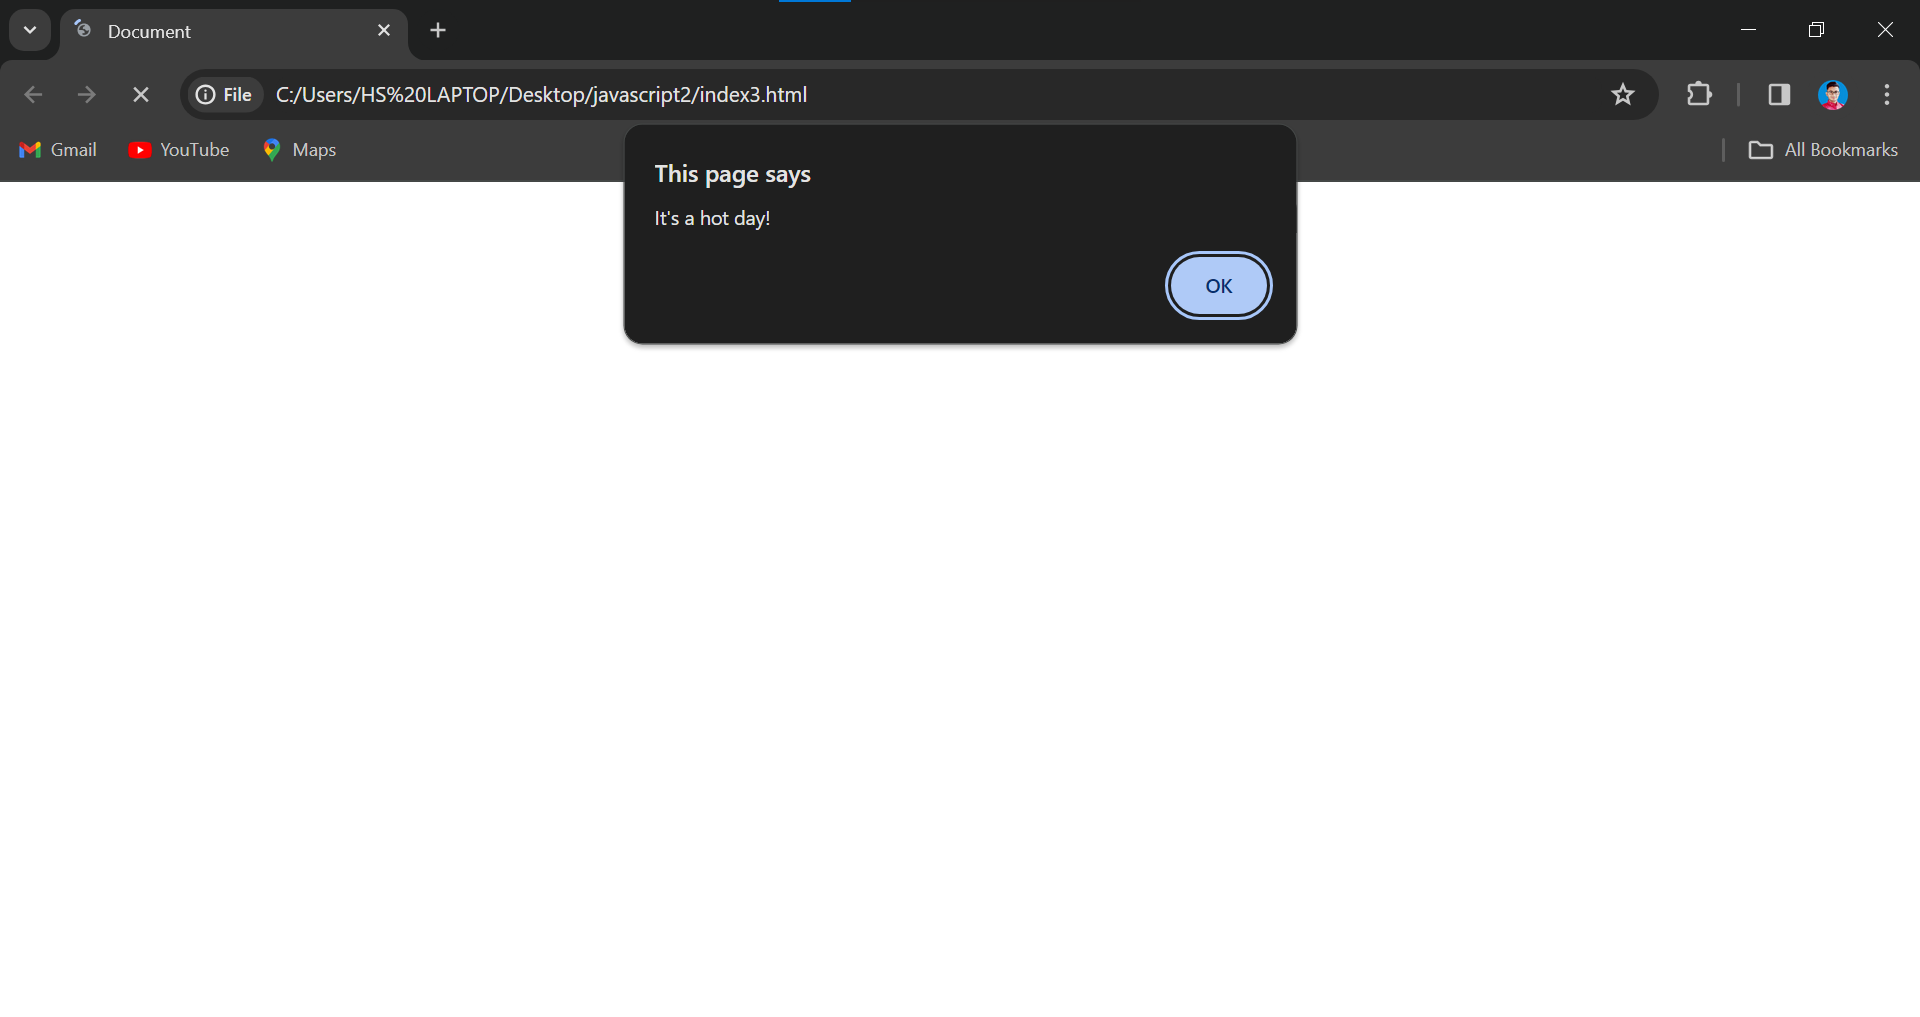 Document
File
C:/Users/HS%20LAPTOP/Desktop/javascript2/index3.html
Gmail
YouTube
Maps
All Bookmarks
This page says
It's a hot day!
OK